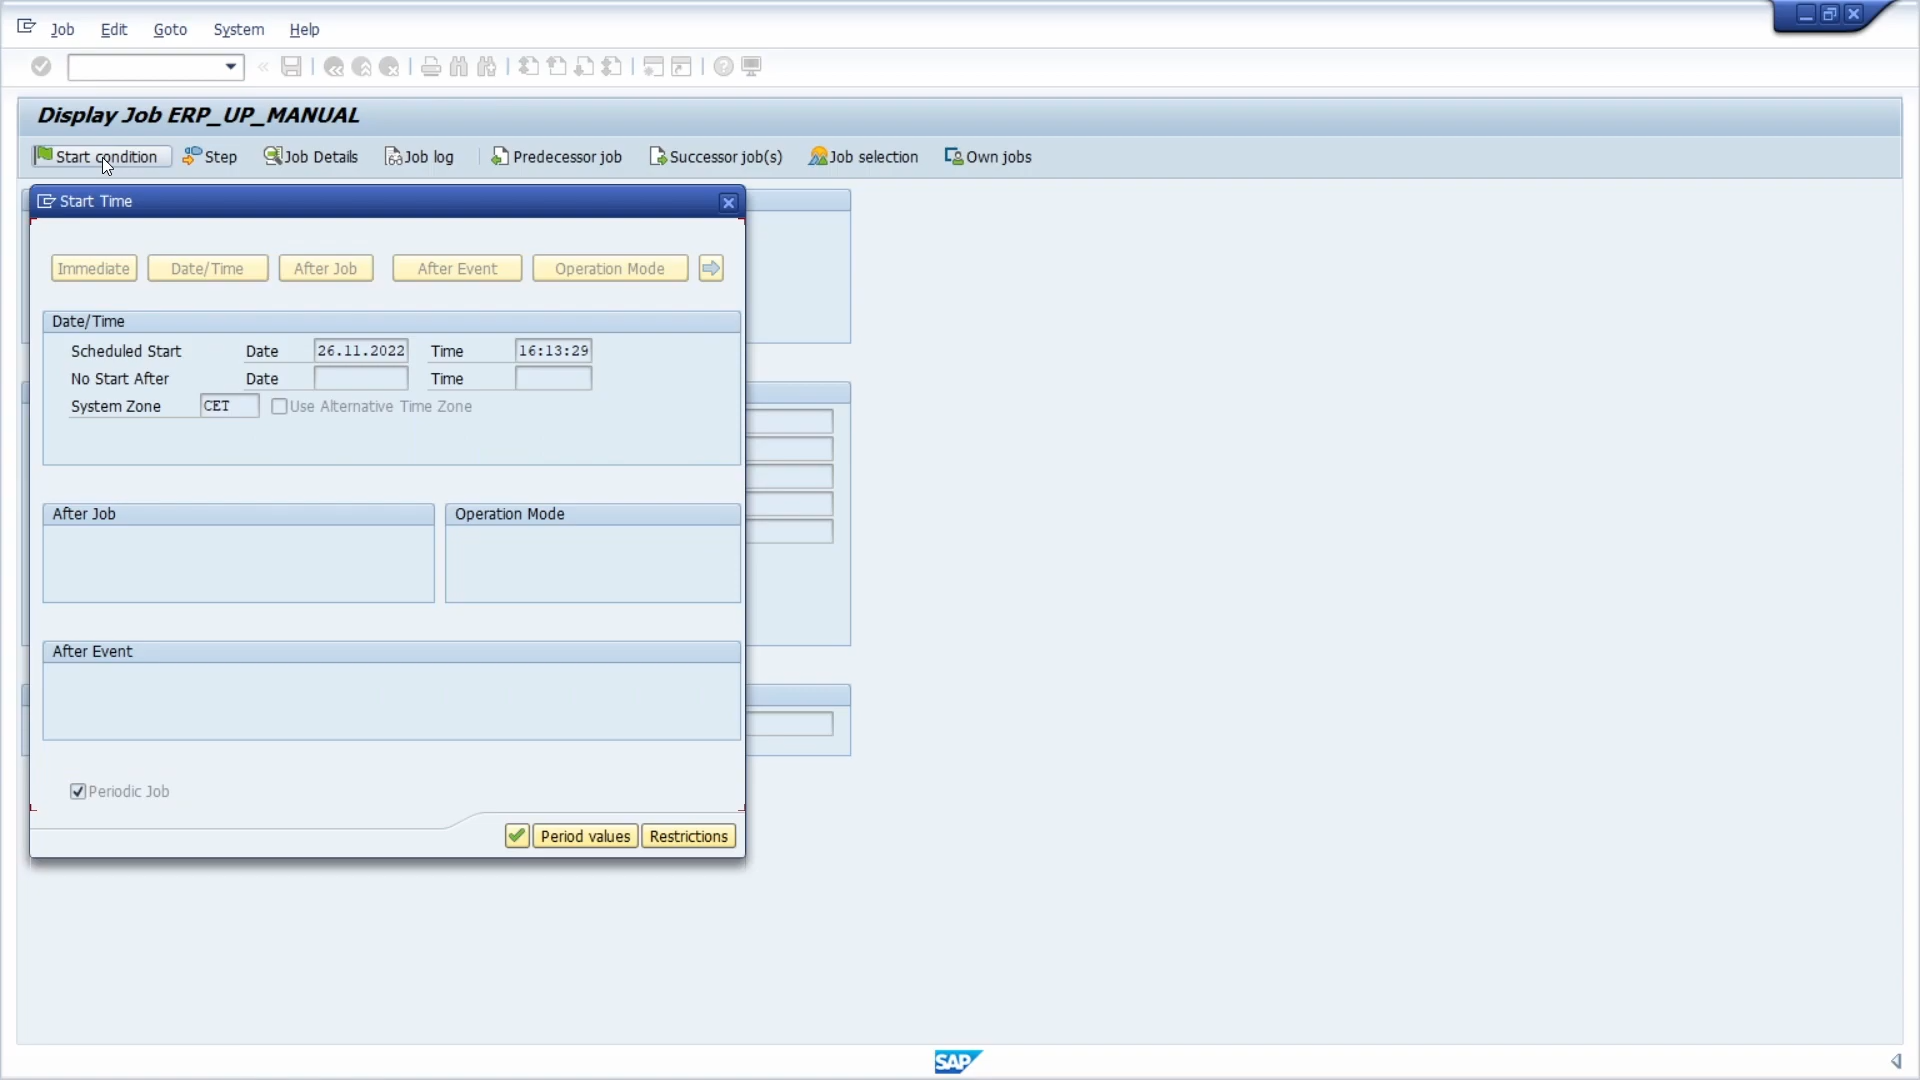 Job Edit Goto System Help
Display Job ERP_UP_MANUAL
Start condition Step Job Details Job log Predecessor job Successor job(s) Job selection Own jobs
Start Time
Immediate Date/Time After Job After Event Operation Mode
Date/Time
Scheduled Start Date 26.11.2022 Time 16:13:29
No Start After Date Time
System Zone CET Use Alternative Time Zone
After Job Operation Mode
After Event
Periodic Job
Period values Restrictions
SAP